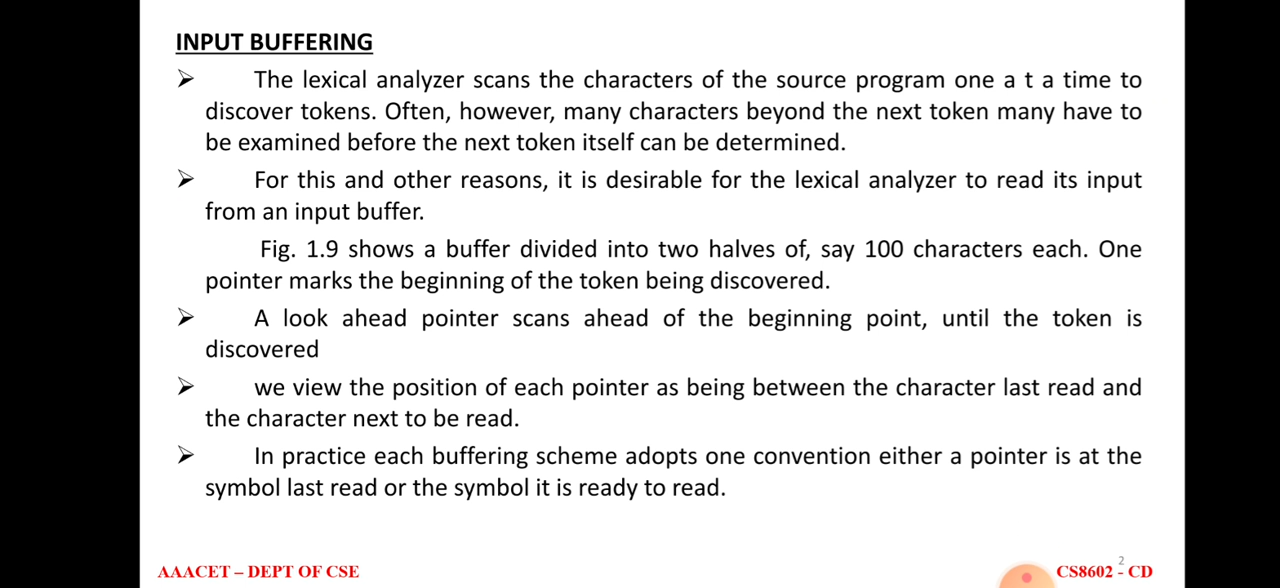 INPUT BUFFERING
➢ The lexical analyzer scans the characters of the source program one a t a time to
discover tokens. Often, however, many characters beyond the next token many have to
be examined before the next token itself can be determined.
➢ For this and other reasons, it is desirable for the lexical analyzer to read its input
from an input buffer.
Fig. 1.9 shows a buffer divided into two halves of, say 100 characters each. One
pointer marks the beginning of the token being discovered.
➢ A look ahead pointer scans ahead of the beginning point, until the token is
discovered
➢ we view the position of each pointer as being between the character last read and
the character next to be read.
➢ In practice each buffering scheme adopts one convention either a pointer is at the
symbol last read or the symbol it is ready to read.
2
AAACET – DEPT OF CSE CS8602 - CD